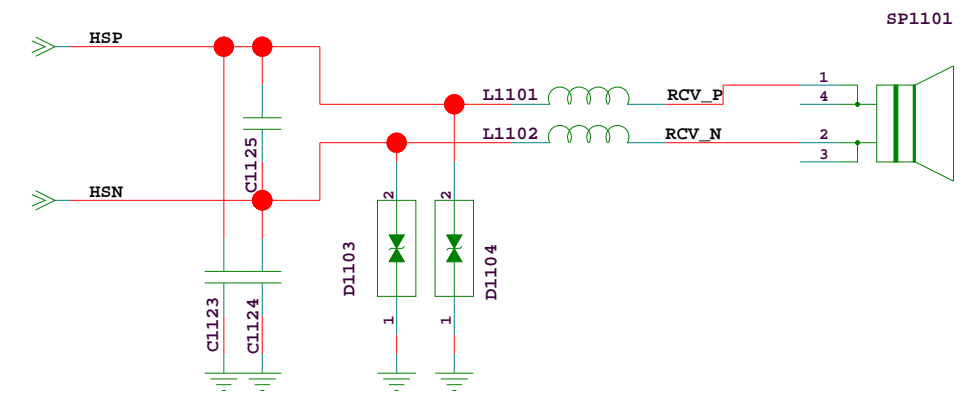 SP1101
HSP
1
L1101
RCV_P
4
L1102
RCV_N
2
C1125
3
HSN
2
2
D1103
D1104
C1123
C1124
1
1